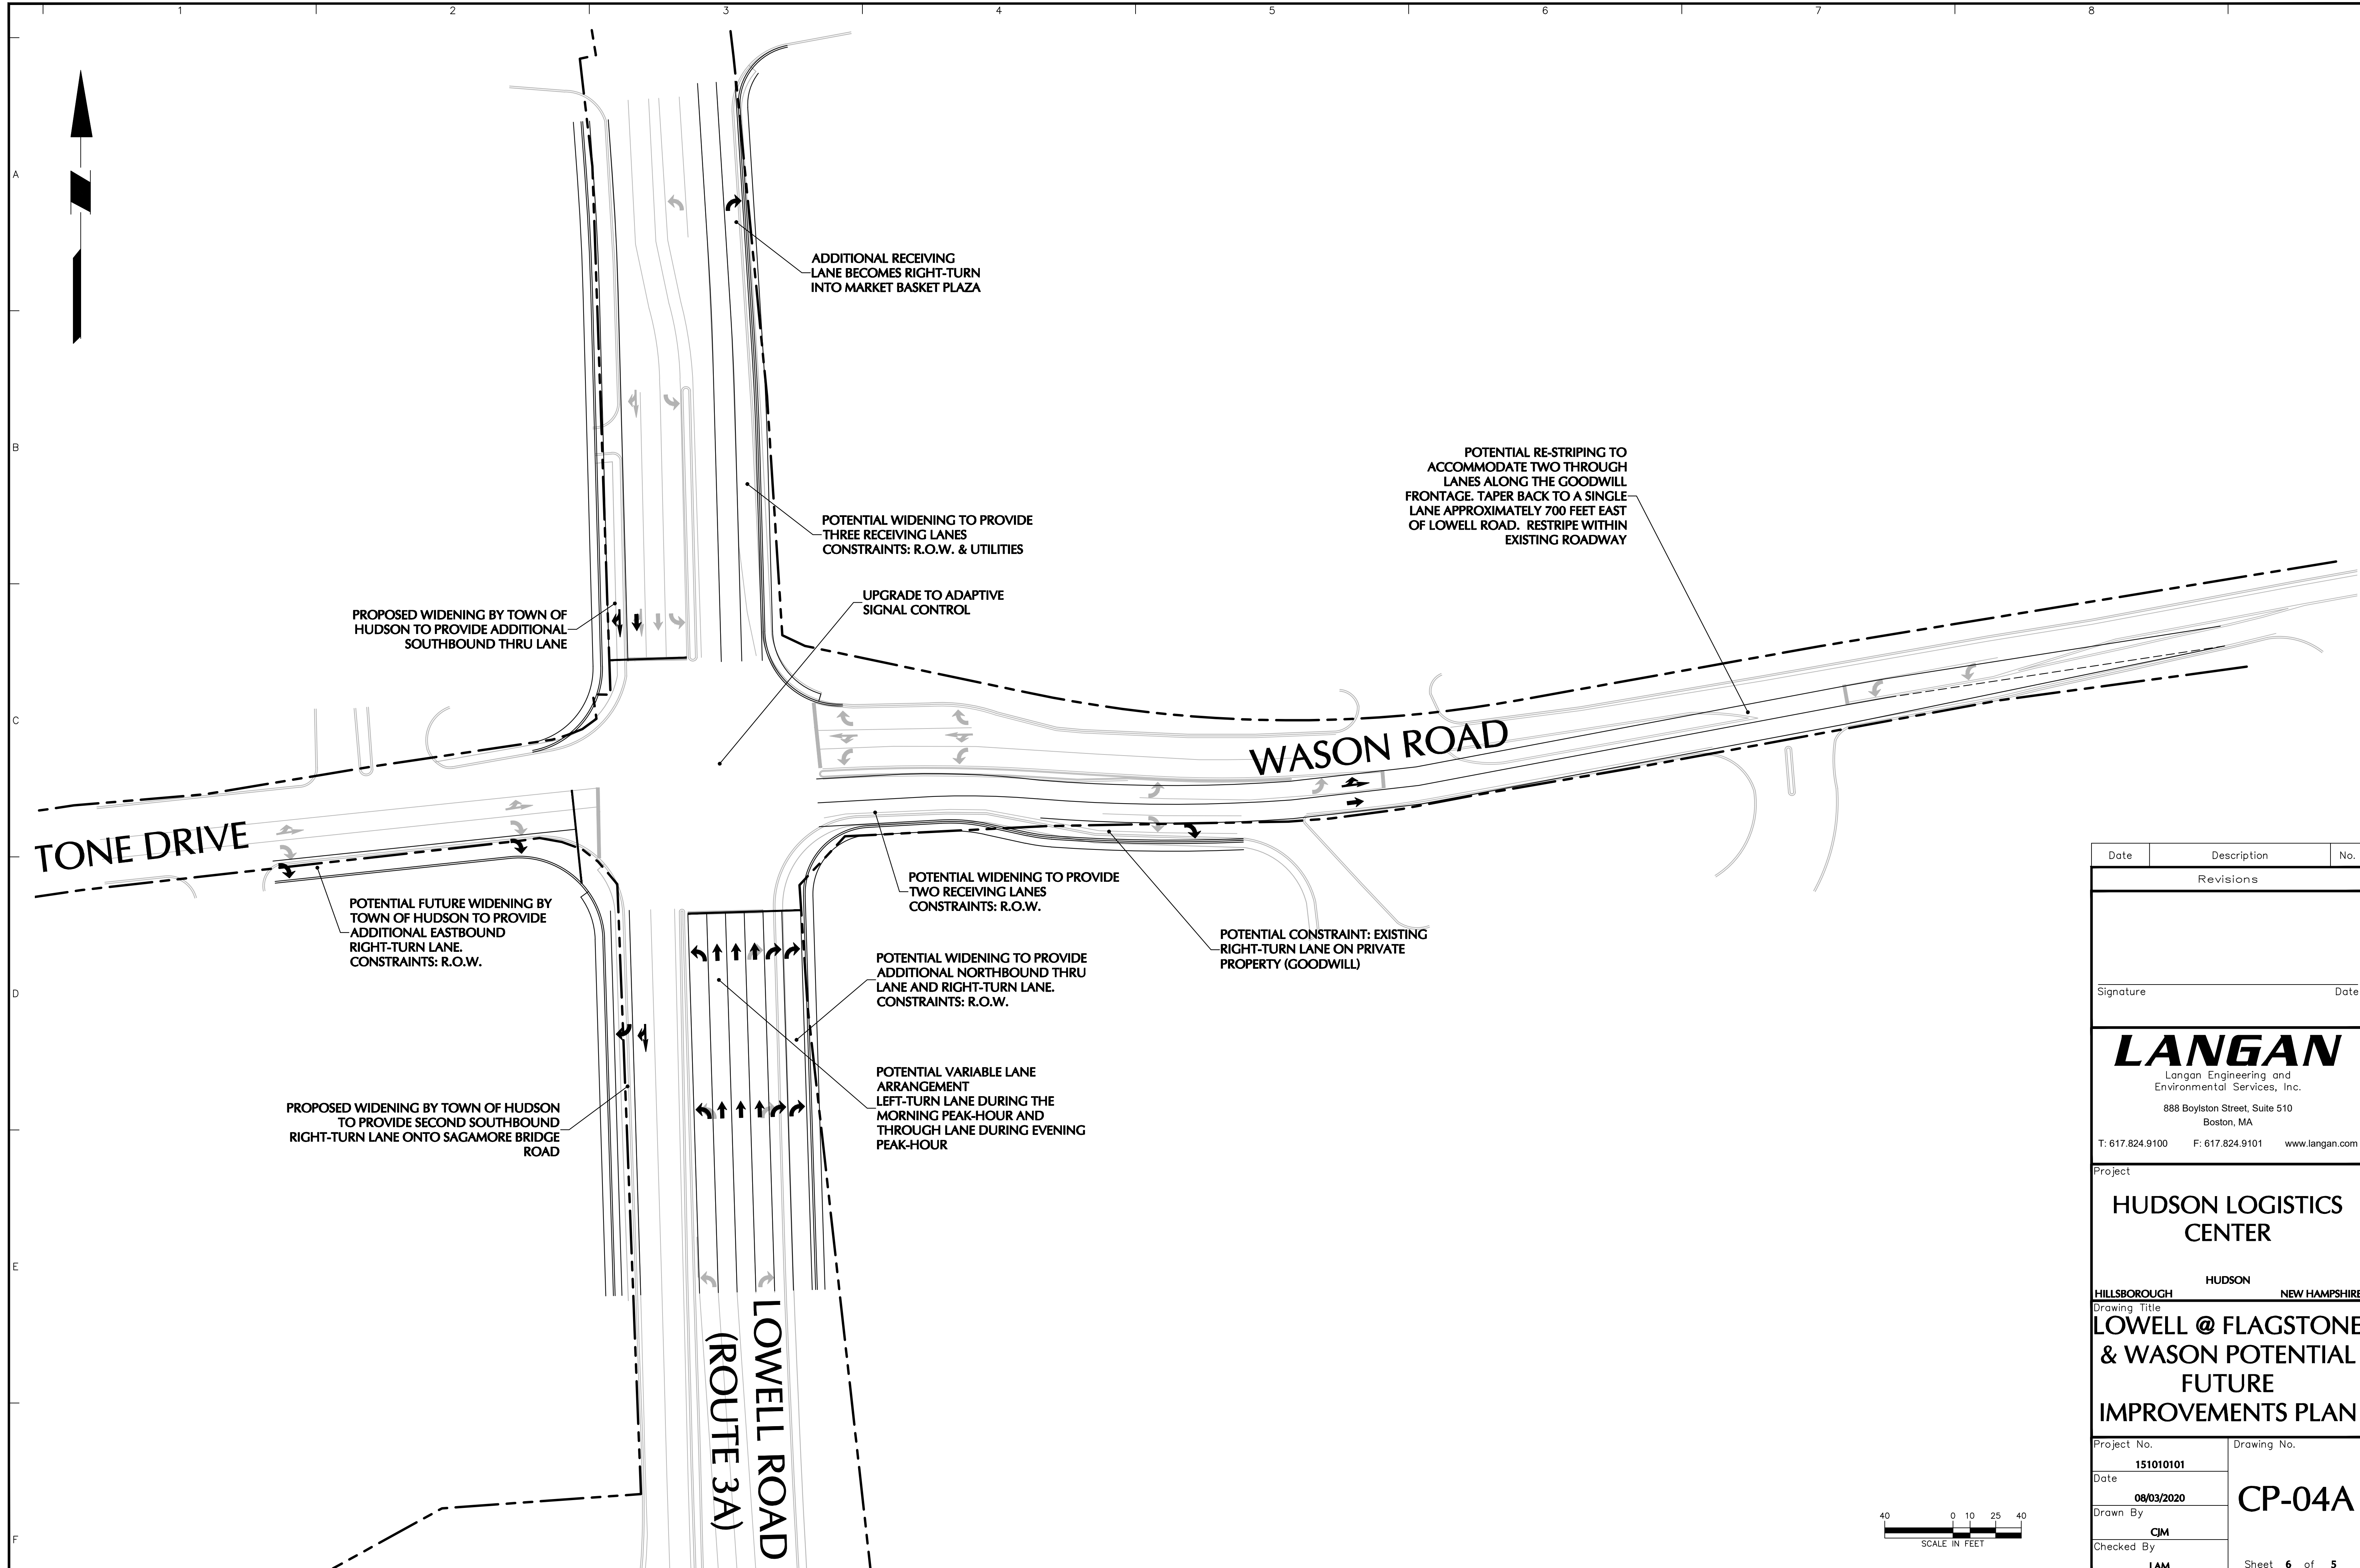 1 2 3 4 5 6 7 8
A
B
C
D
E
F
ADDITIONAL RECEIVING
LANE BECOMES RIGHT-TURN
INTO MARKET BASKET PLAZA
POTENTIAL WIDENING TO PROVIDE
THREE RECEIVING LANES
CONSTRAINTS: R.O.W. & UTILITIES
UPGRADE TO ADAPTIVE
SIGNAL CONTROL
PROPOSED WIDENING BY TOWN OF
HUDSON TO PROVIDE ADDITIONAL
SOUTHBOUND THRU LANE
POTENTIAL RE-STRIPING TO
ACCOMMODATE TWO THROUGH
LANES ALONG THE GOODWILL
FRONTAGE. TAPER BACK TO A SINGLE
LANE APPROXIMATELY 700 FEET EAST
OF LOWELL ROAD. RESTRIPE WITHIN
EXISTING ROADWAY
WASON ROAD
TONE DRIVE
POTENTIAL FUTURE WIDENING BY
TOWN OF HUDSON TO PROVIDE
ADDITIONAL EASTBOUND
RIGHT-TURN LANE.
CONSTRAINTS: R.O.W.
POTENTIAL WIDENING TO PROVIDE
TWO RECEIVING LANES
CONSTRAINTS: R.O.W.
POTENTIAL CONSTRAINT: EXISTING
RIGHT-TURN LANE ON PRIVATE
PROPERTY (GOODWILL)
POTENTIAL WIDENING TO PROVIDE
ADDITIONAL NORTHBOUND THRU
LANE AND RIGHT-TURN LANE.
CONSTRAINTS: R.O.W.
POTENTIAL VARIABLE LANE
ARRANGEMENT
LEFT-TURN LANE DURING THE
MORNING PEAK-HOUR AND
THROUGH LANE DURING EVENING
PEAK-HOUR
PROPOSED WIDENING BY TOWN OF HUDSON
TO PROVIDE SECOND SOUTHBOUND
RIGHT-TURN LANE ONTO SAGAMORE BRIDGE
ROAD
LOWELL ROAD
(ROUTE 3A)
40 0 10 25 40
SCALE IN FEET
Date Description No.
Revisions
Signature Date
LANGAN
Langan Engineering and
Environmental Services, Inc.
888 Boylston Street, Suite 510
Boston, MA
T: 617.824.9100 F: 617.824.9101 www.langan.com
Project
HUDSON LOGISTICS
CENTER
HUDSON
HILLSBOROUGH NEW HAMPSHIRE
Drawing Title
LOWELL @ FLAGSTONE
& WASON POTENTIAL
FUTURE
IMPROVEMENTS PLAN
Project No.
151010101
Date
08/03/2020
Drawn By
CJM
Checked By
LAM
Drawing No.
CP-04A
Sheet 6 of 5